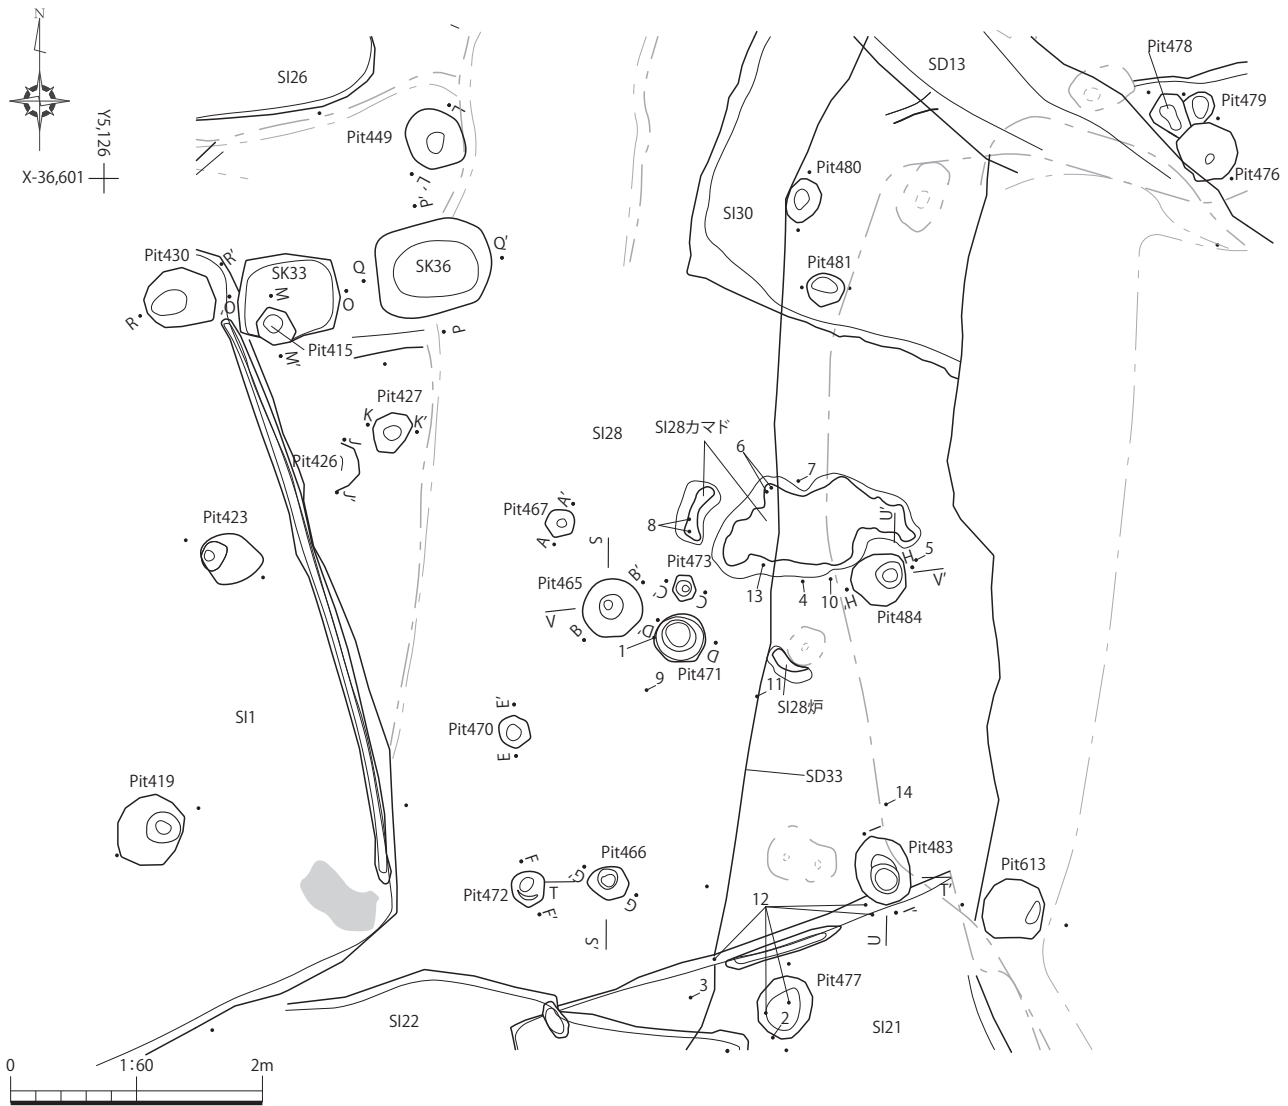 N
Y5,126
X-36,601
SI26
SD13
Pit478
Pit479
Pit476
Pit449
L
L'
P'
Pit480
SI30
Pit481
Pit430
R'
R
SK33
M
O'
O
Q
SK36
Q'
P
Pit415
M'
Pit427
K
K'
J
Pit426
J'
SI28
SI28カマド
6
7
8
U'
Pit423
Pit467
A'
A
S
Pit473
C'
C
H
5
V'
Pit465
B'
B
V
13
4
10
H'
Pit484
D'
1
D
Pit471
9
11
SI28炉
SI1
Pit470
E'
E
SD33
14
Pit419
I
Pit483
Pit466
F
G'
G
Pit472
T
F'
S'
12
T'
I'
U
Pit613
Pit477
3
2
SI22
SI21
0
1:60
2m